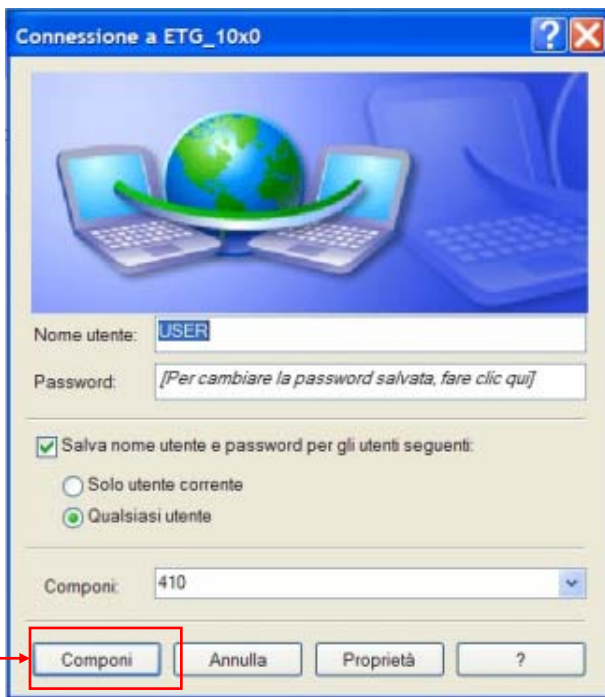 Connessione a ETG_10x0
Nome utente: USER
Password: [Per cambiare la password salvata, fare clic qui]
Salva nome utente e password per gli utenti seguenti:
Solo utente corrente
Qualsiasi utente
Componi: 410
Componi Annulla Proprietà ?